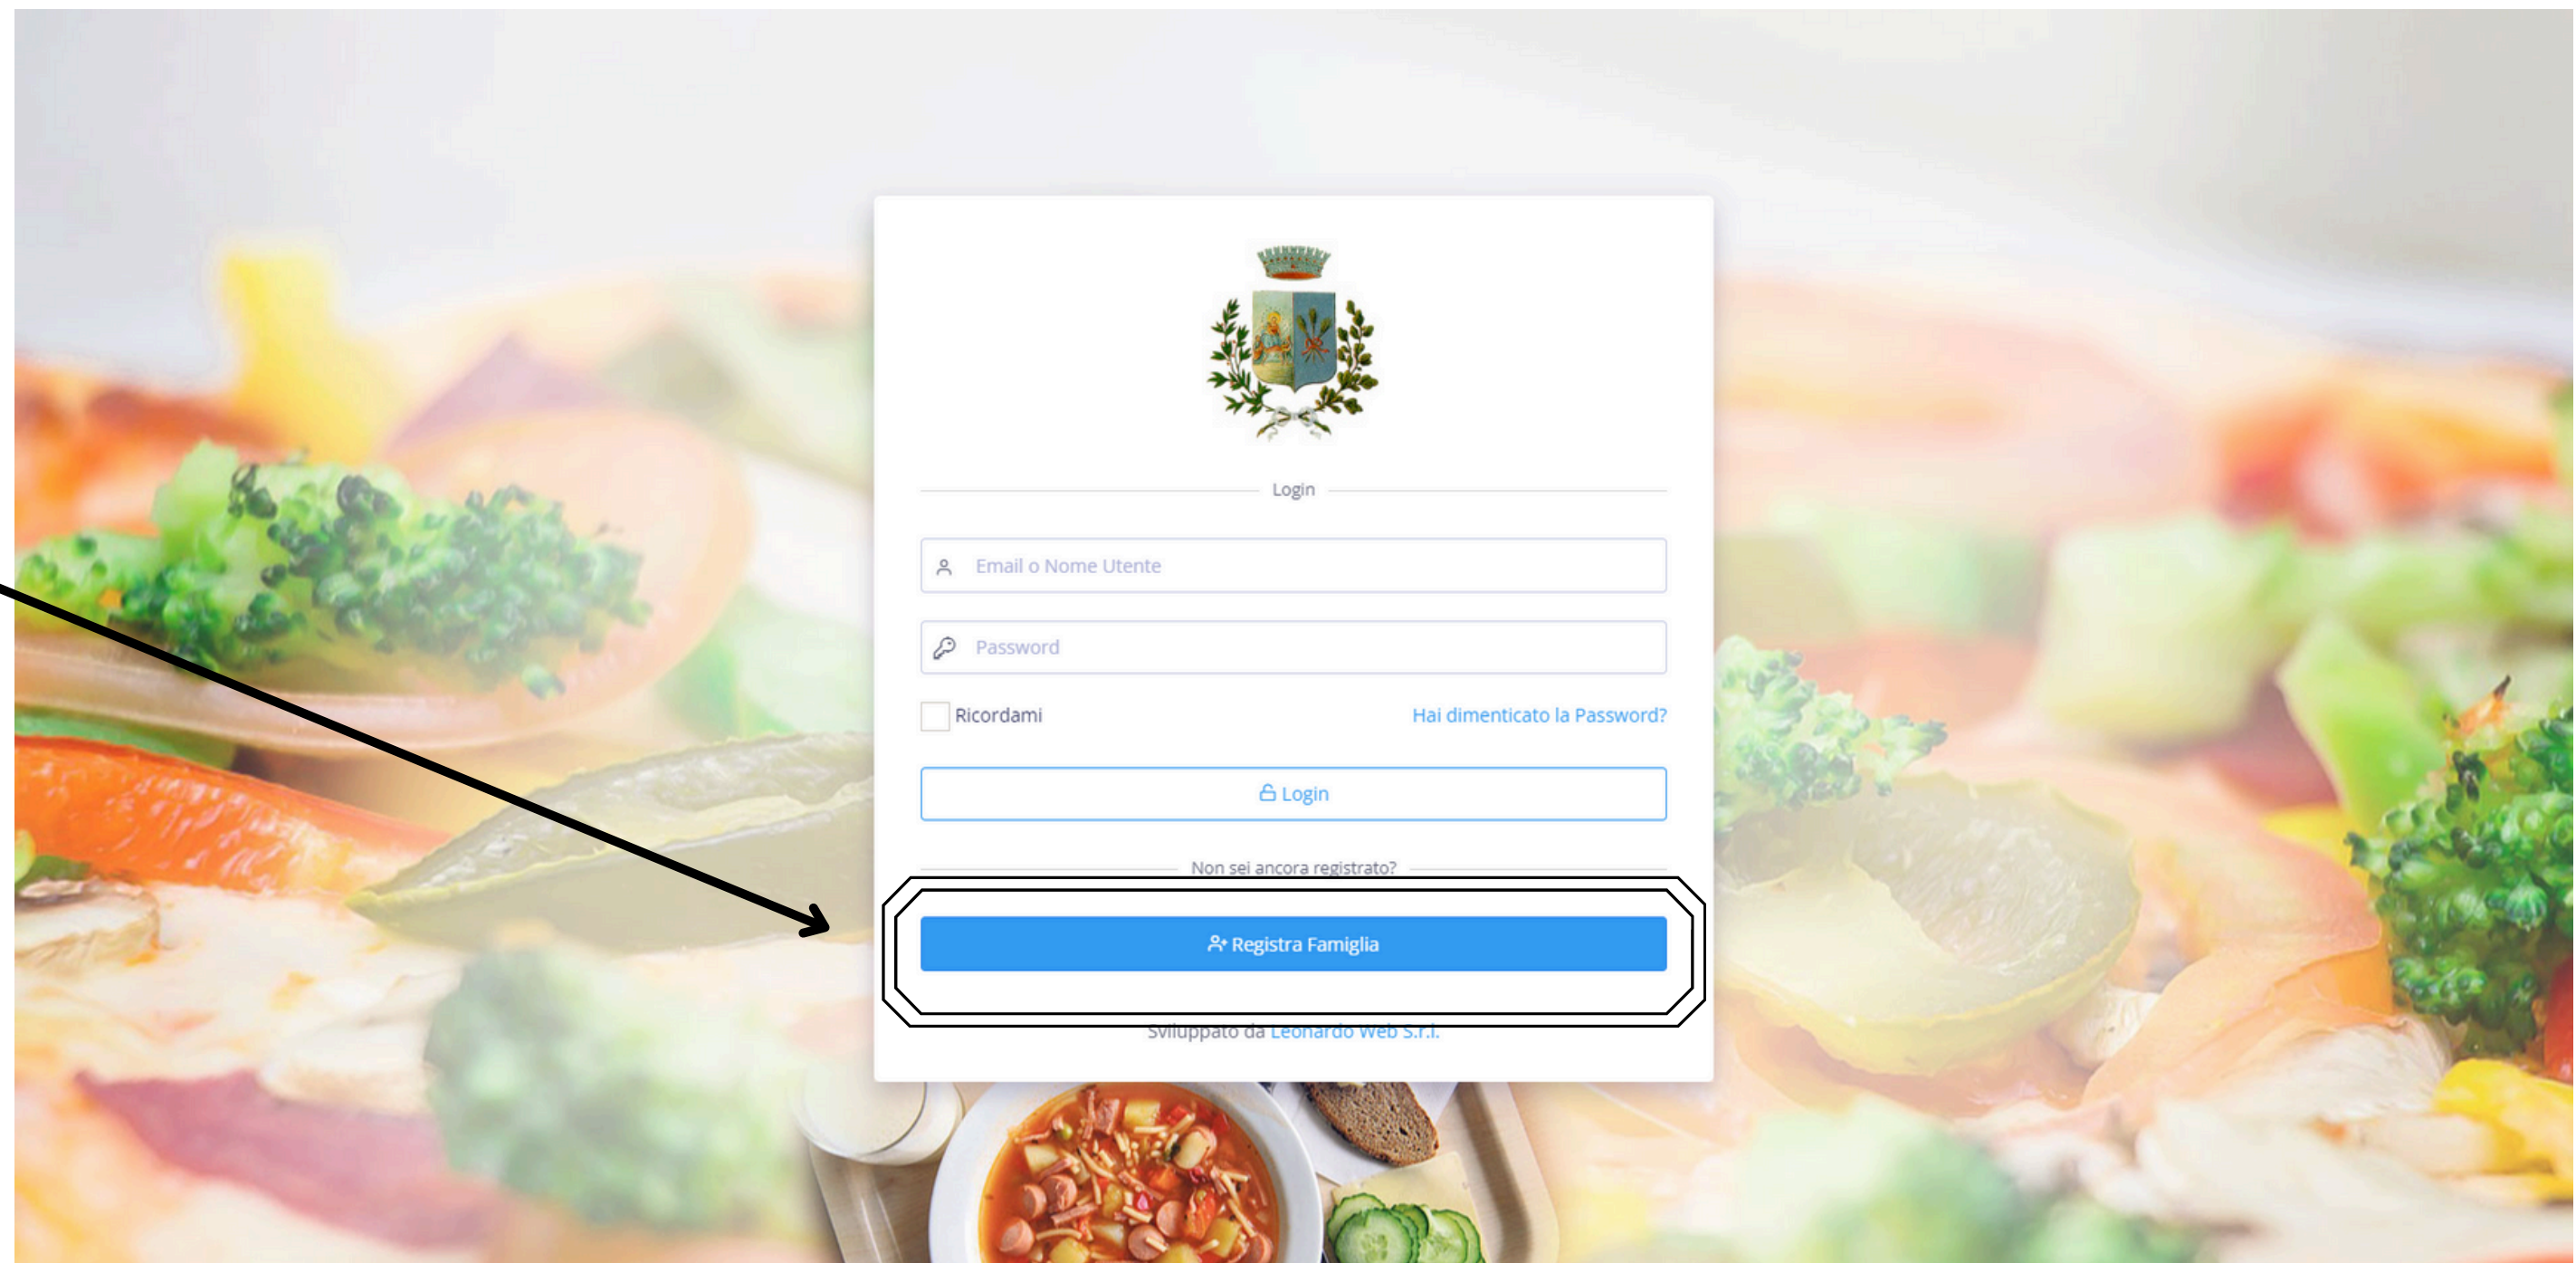 Login
Email o Nome Utente
Password
Ricordami
Hai dimenticato la Password?
Login
Non sei ancora registrato?
Registra Famiglia
Sviluppato da Leonardo Web S.r.l.